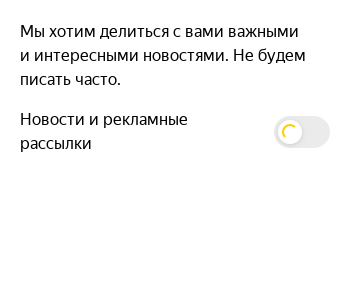 Мы хотим делиться с вами важными
и интересными новостями. Не будем
писать часто.
Новости и рекламные
рассылки